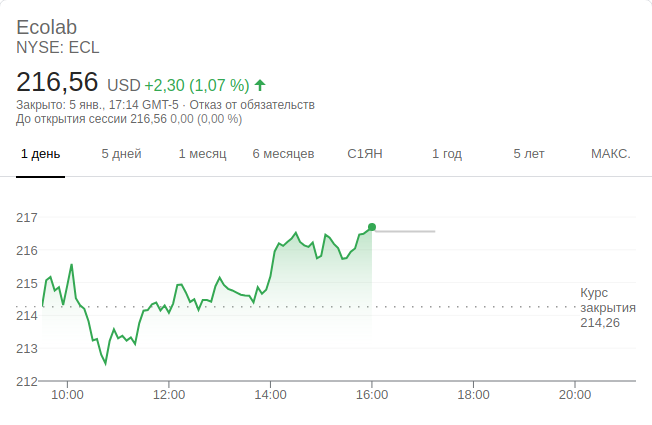 Ecolab
NYSE: ECL
216,56 USD +2,30 (1,07 %)
Закрыто: 5 янв., 17:14 GMT-5 · Отказ от обязательств
До открытия сессии 216,56 0,00 (0,00 %)
1 день 5 дней 1 месяц 6 месяцев С1ЯН 1 год 5 лет МАКС.
217
216
215
214
213
212
Курс
закрытия
214,26
10:00 12:00 14:00 16:00 18:00 20:00